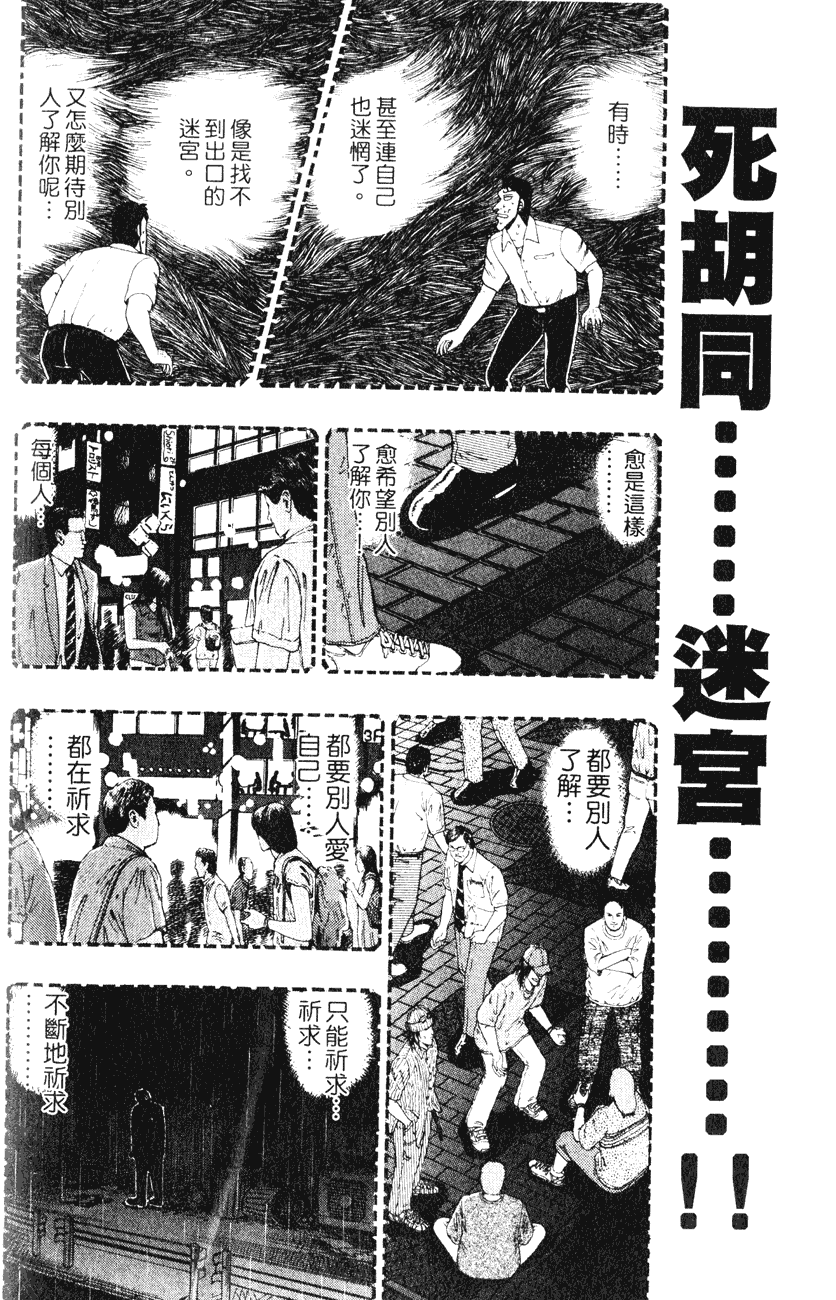 死胡同……迷宮…………!!
有時……
甚至連自己
也迷惘了。
像是找不
到出口的
迷宮。
又怎麼期待別
人了解你呢…
愈是這樣
………
愈希望別人
了解你…！
每個人…
都要別人
了解…
都要別人愛
自己……
都在祈求
………
只能祈求…
祈求…
不斷地祈求
………